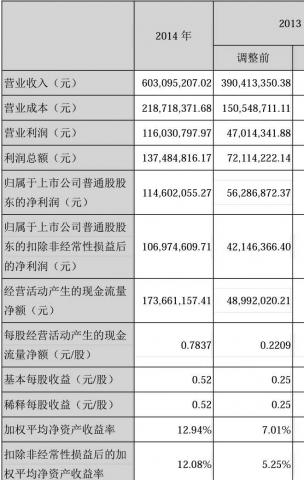 2014 年 2013
调整前
营业收入（元） 603,095,207.02 390,413,350.38
营业成本（元） 218,718,371.68 150,548,711.11
营业利润（元） 116,030,797.97 47,014,341.88
利润总额（元） 137,484,816.17 72,114,222.14
归属于上市公司普通股股
东的净利润（元） 114,602,055.27 56,286,872.37
归属于上市公司普通股股
东的扣除非经常性损益后
的净利润（元） 106,974,609.71 42,146,366.40
经营活动产生的现金流量
净额（元） 173,661,157.41 48,992,020.21
每股经营活动产生的现金
流量净额（元/股） 0.7837 0.2209
基本每股收益（元/股） 0.52 0.25
稀释每股收益（元/股） 0.52 0.25
加权平均净资产收益率 12.94% 7.01%
扣除非经常性损益后的加
权平均净资产收益率 12.08% 5.25%